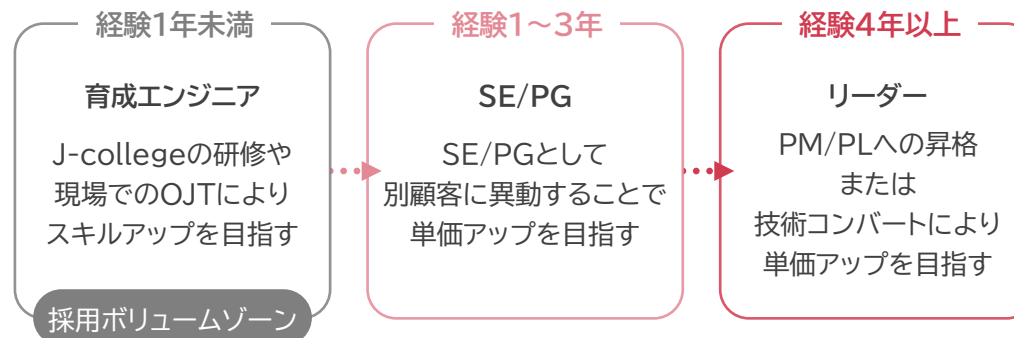 経験1年未満
育成エンジニア
J-collegeの研修や
現場でのOJTにより
スキルアップを目指す
採用ボリュームゾーン
経験1～3年
SE/PG
SE/PGとして
別顧客に異動することで
単価アップを目指す
経験4年以上
リーダー
PM/PLへの昇格
または
技術コンバートにより
単価アップを目指す